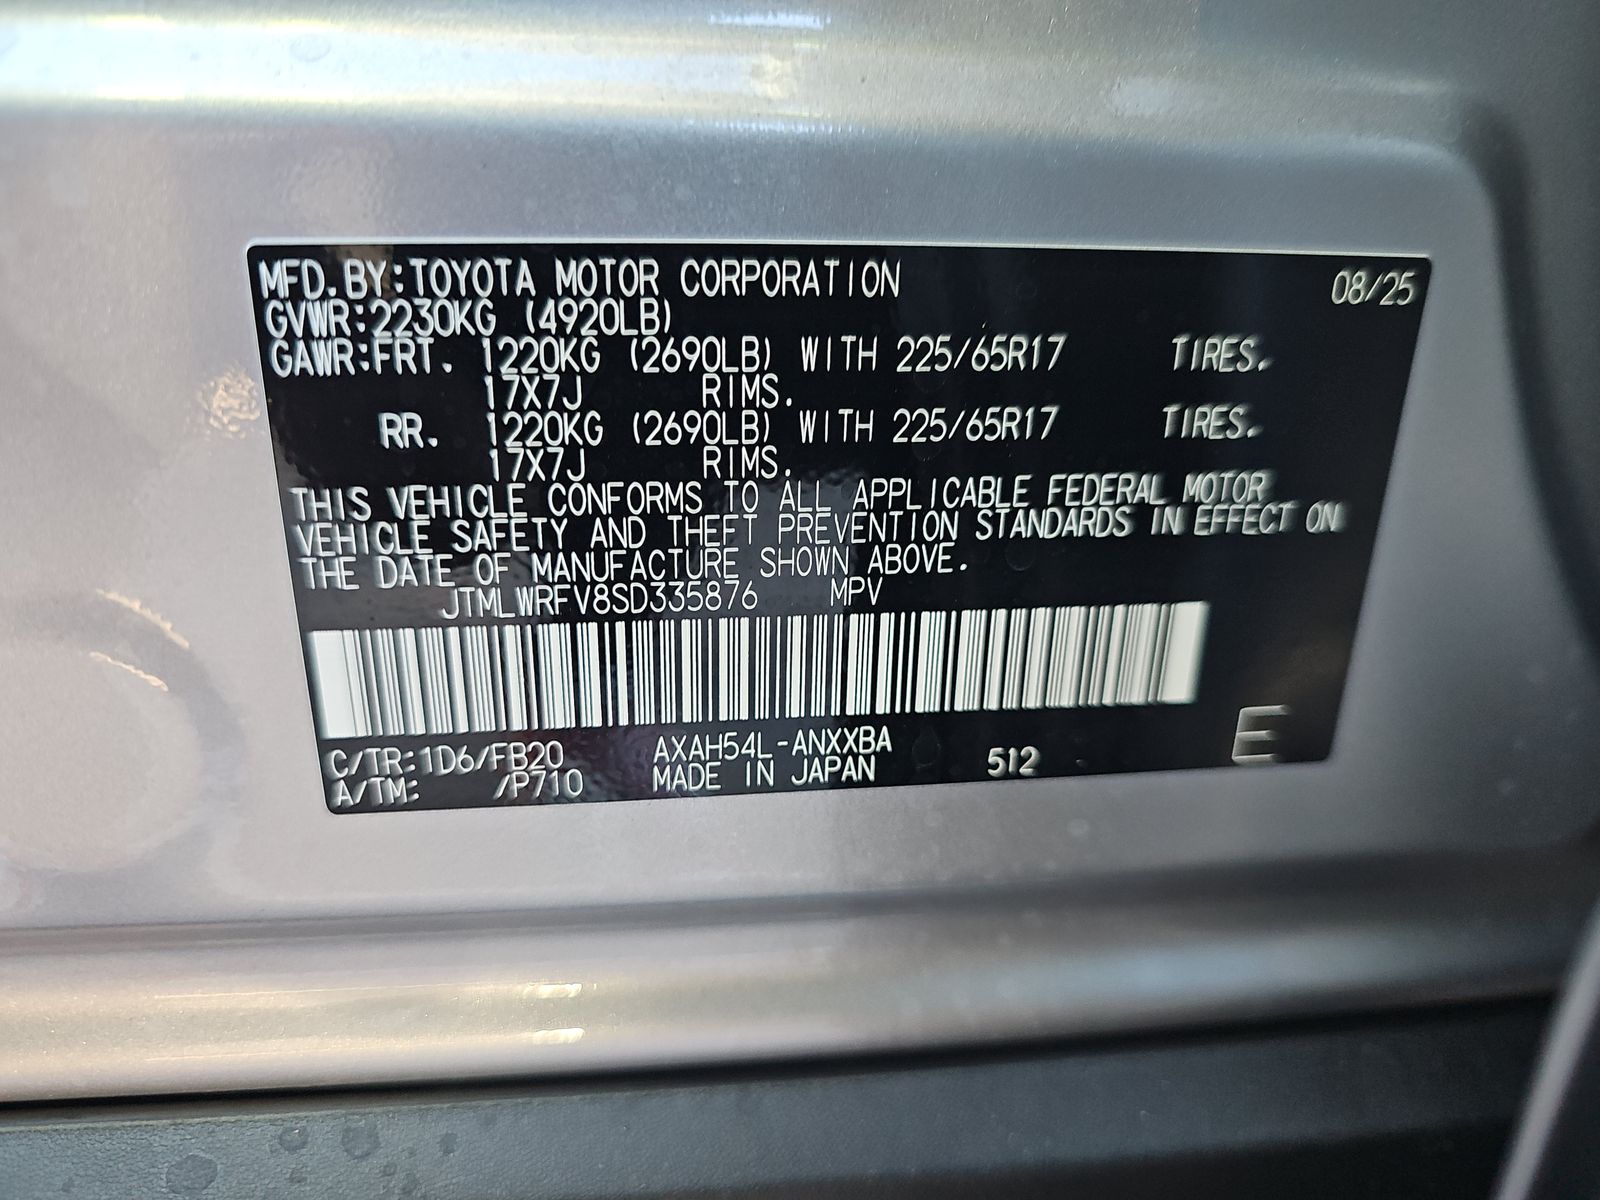 MFD.BY:TOYOTA MOTOR CORPORATION 08/25
GVWR:2230KG (4920LB)
GAWR:FRT. 1220KG (2690LB) WITH 225/65R17 TIRES.
17X7J RIMS.
RR. 1220KG (2690LB) WITH 225/65R17 TIRES.
17X7J RIMS.
THIS VEHICLE CONFORMS TO ALL APPLICABLE FEDERAL MOTOR
VEHICLE SAFETY AND THEFT PREVENTION STANDARDS IN EFFECT ON
THE DATE OF MANUFACTURE SHOWN ABOVE.
JTMLWRFV8SD335876 MPV
C/TR:1D6/FB20 AXAH54L-ANXXBA 512 E
A/TM: /P710 MADE IN JAPAN